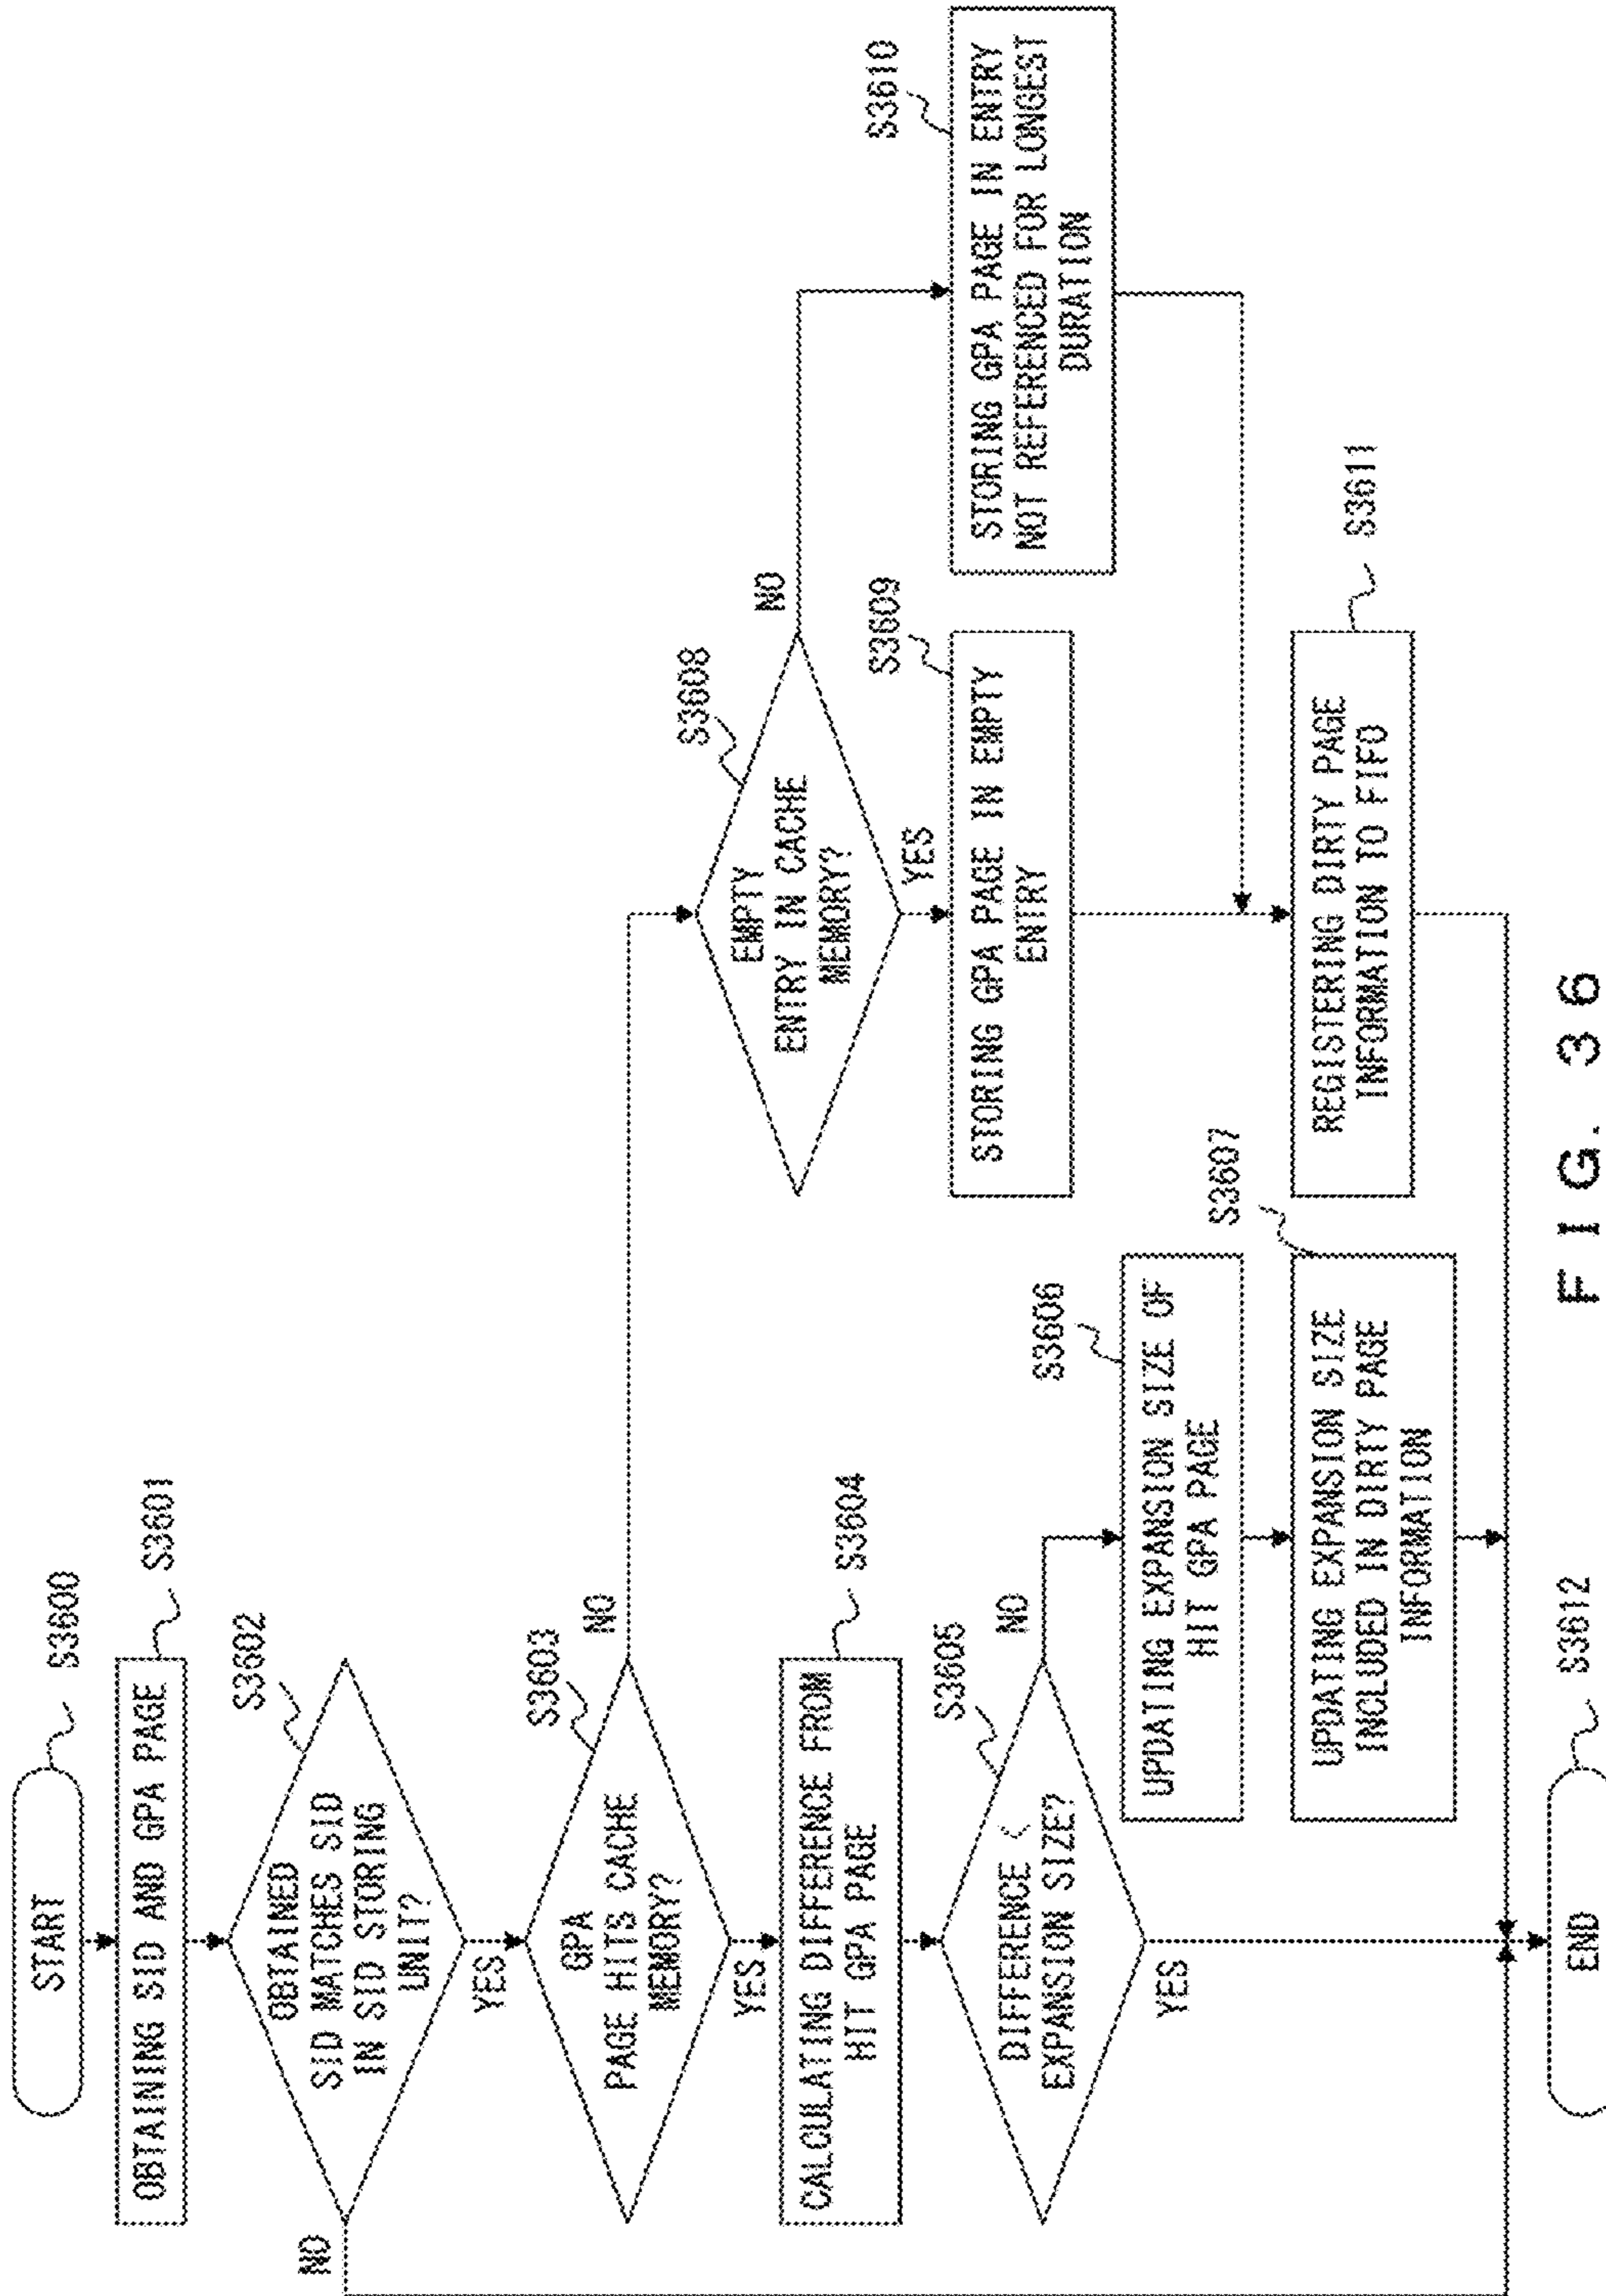 START
S3600
OBTAINING SID AND GPA PAGE
S3601
OBTAINED
SID MATCHES SID
IN SID STORING
UNIT?
S3602
NO
YES
GPA
PAGE HITS CACHE
MEMORY?
S3603
NO
YES
CALCULATING DIFFERENCE FROM
HIT GPA PAGE
S3604
DIFFERENCE <
EXPANSION SIZE?
S3605
NO
YES
UPDATING EXPANSION SIZE OF
HIT GPA PAGE
S3606
UPDATING EXPANSION SIZE
INCLUDED IN DIRTY PAGE
INFORMATION
S3607
EMPTY
ENTRY IN CACHE
MEMORY?
S3608
NO
YES
STORING GPA PAGE IN EMPTY
ENTRY
S3609
STORING GPA PAGE IN ENTRY
NOT REFERENCED FOR LONGEST
DURATION
S3610
REGISTERING DIRTY PAGE
INFORMATION TO FIFO
S3611
END
S3612
FIG. 36